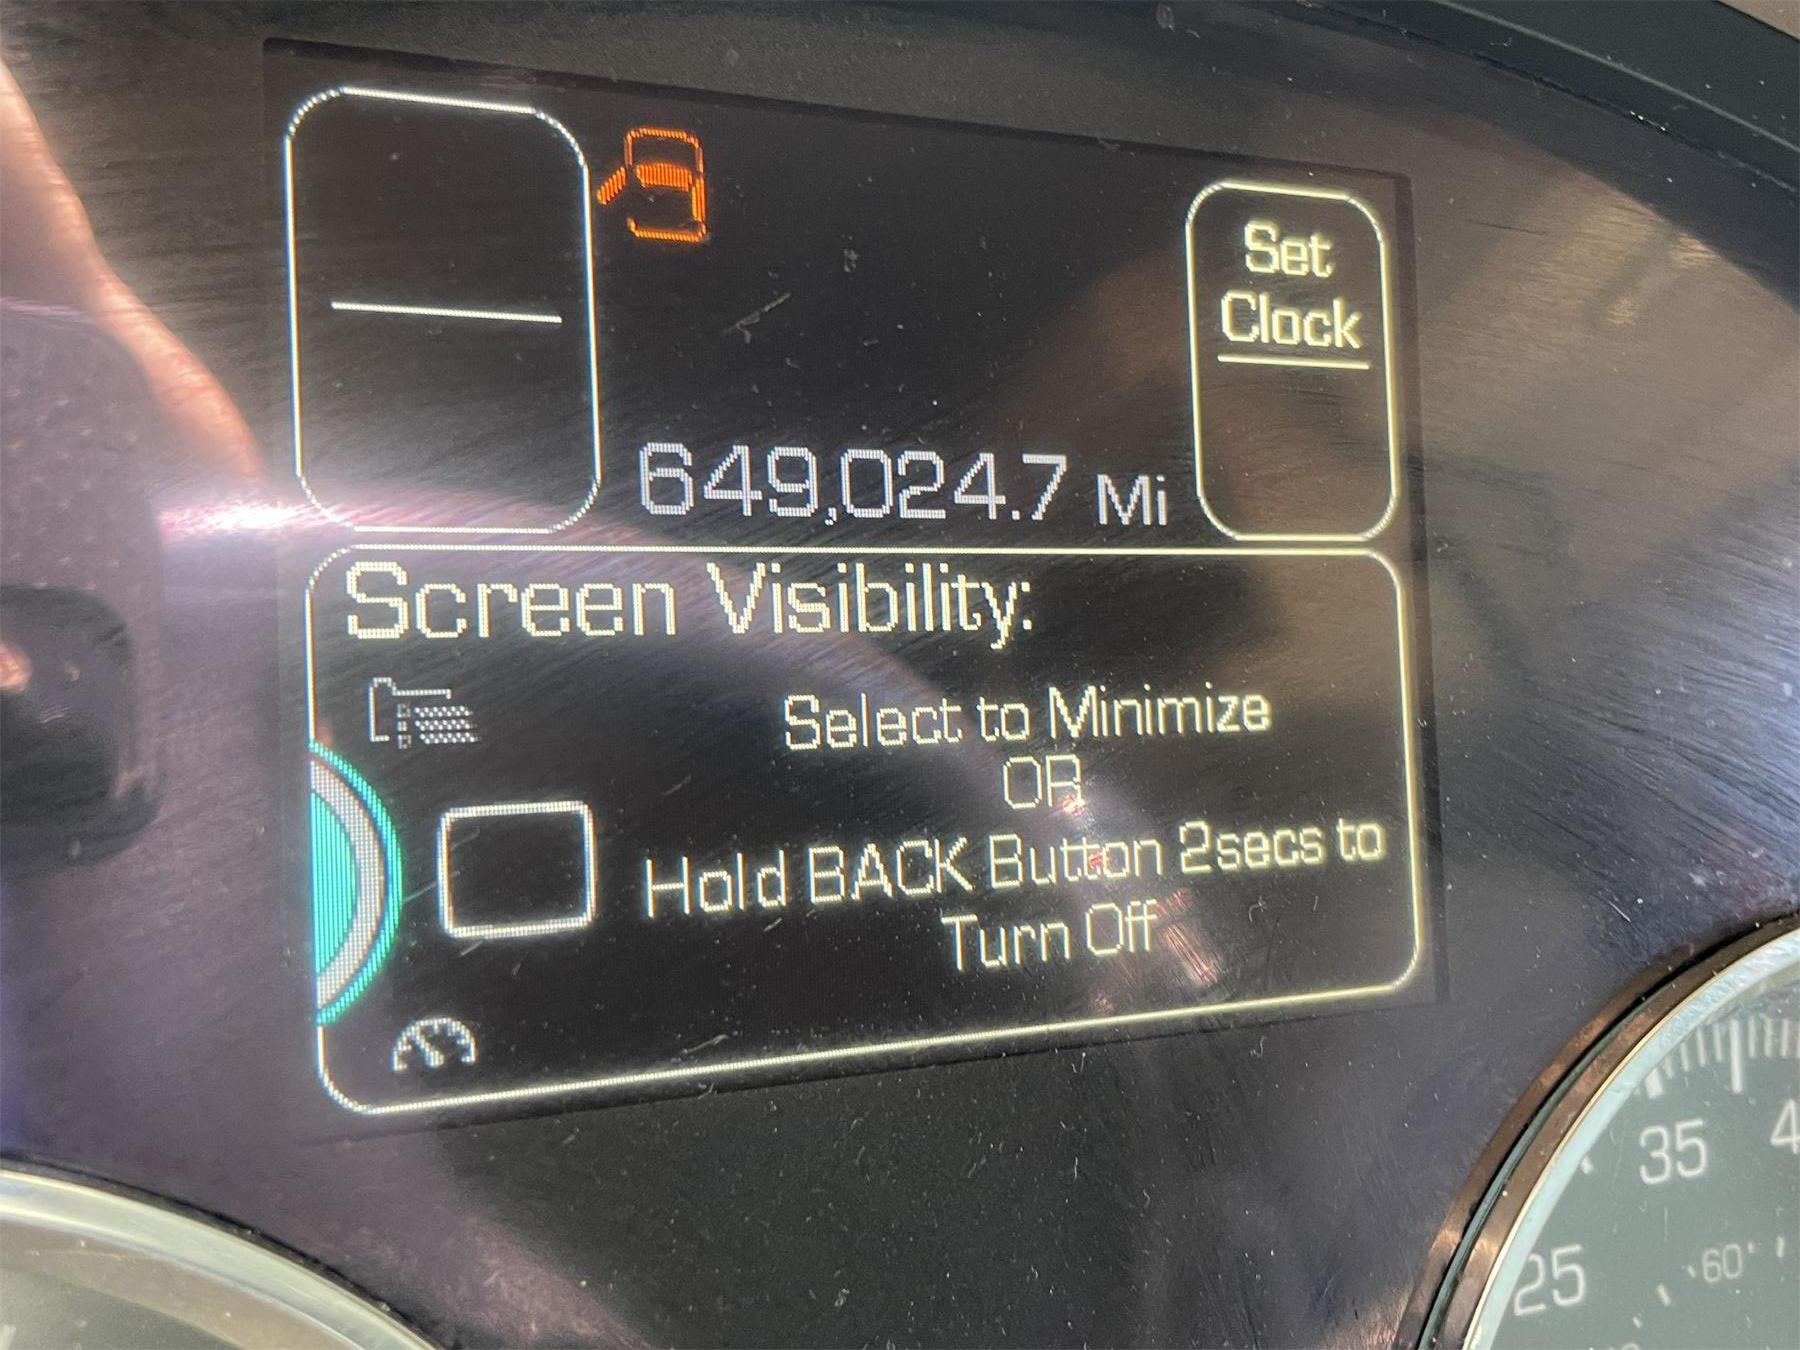 Set
Clock
649,024.7 Mi
Screen Visibility:
Select to Minimize
OR
Hold BACK Button 2secs to
Turn Off
35
25
60